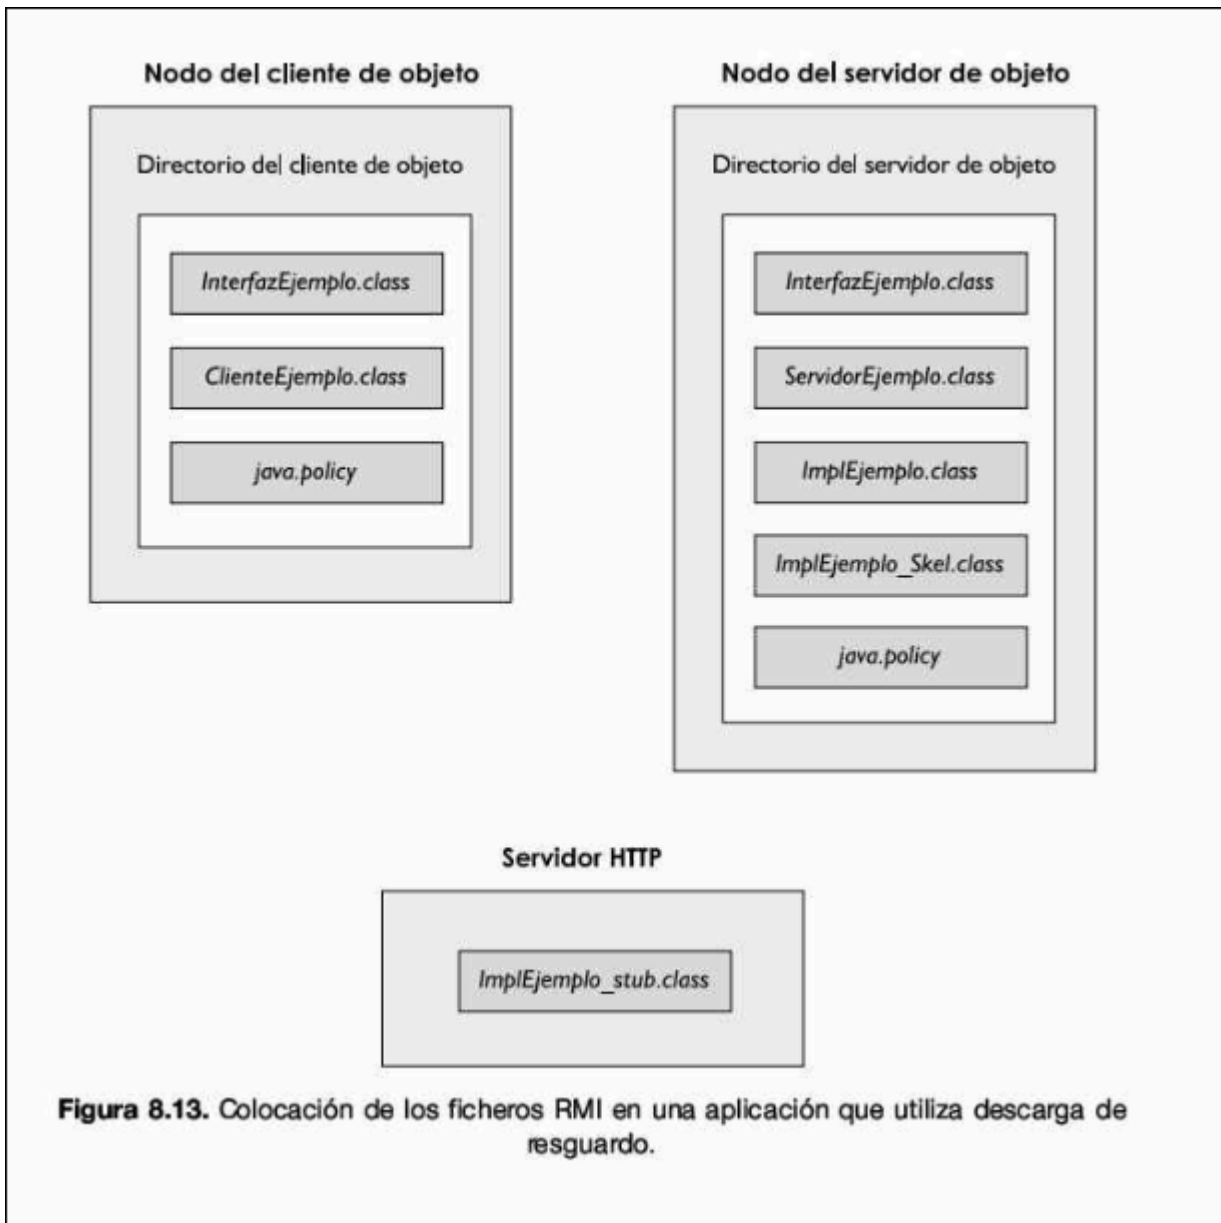 Nodo del cliente de objeto
Directorio del cliente de objeto
InterfazEjemplo.class
ClienteEjemplo.class
java.policy
Nodo del servidor de objeto
Directorio del servidor de objeto
InterfazEjemplo.class
ServidorEjemplo.class
ImplEjemplo.class
ImplEjemplo_Skel.class
java.policy
Servidor HTTP
ImplEjemplo_stub.class
Figura 8.13. Colocación de los ficheros RMI en una aplicación que utiliza descarga de
resguardo.